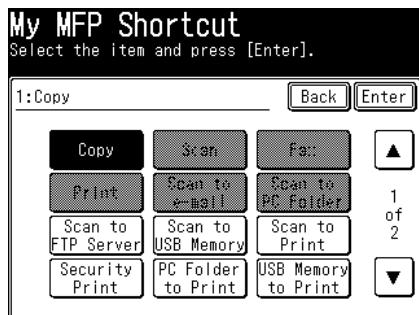 My MFP Shortcut
Select the item and press [Enter].
1:Copy
Back
Enter
Copy
Scan
Fax
Print
Scan to
e-mail
Scan to
PC Folder
1
of
2
Scan to
FTP Server
Scan to
USB Memory
Scan to
Print
Security
Print
PC Folder
to Print
USB Memory
to Print